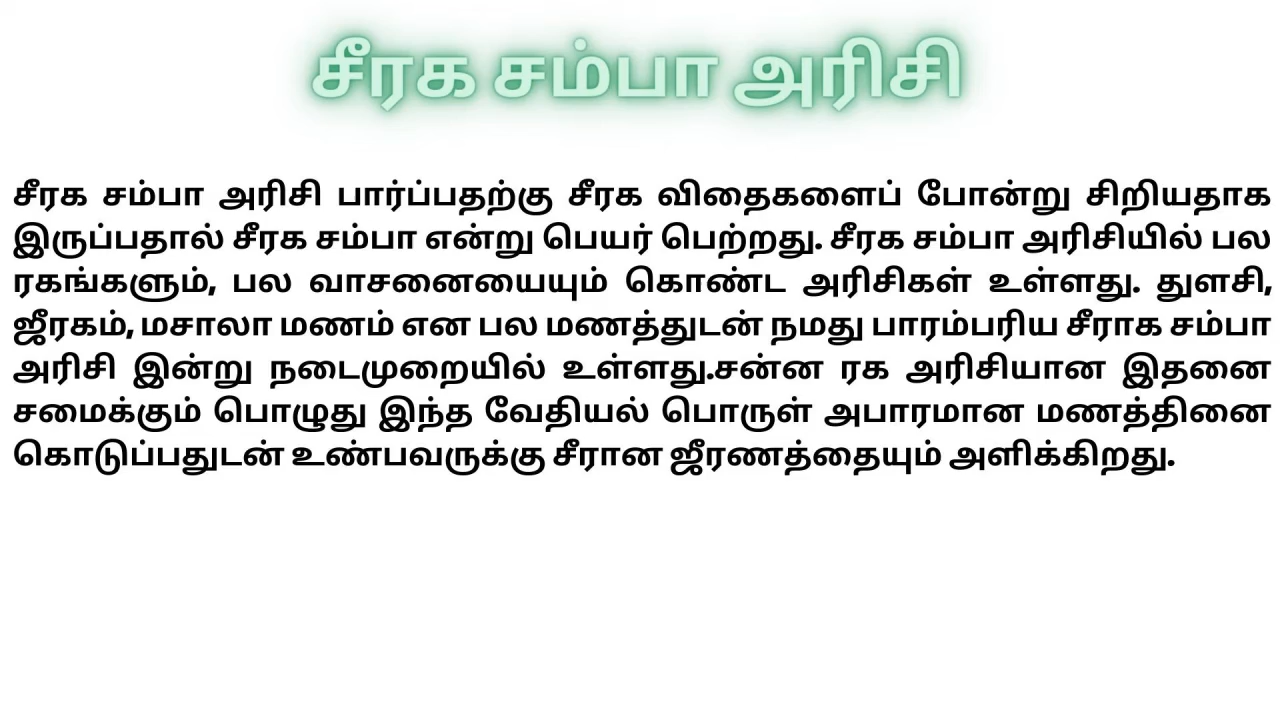 சீரக சம்பா அரிசி
சீரக சம்பா அரிசி பார்ப்பதற்கு சீரக விதைகளைப் போன்று சிறியதாக
இருப்பதால் சீரக சம்பா என்று பெயர் பெற்றது. சீரக சம்பா அரிசியில் பல
ரகங்களும், பல வாசனையையும் கொண்ட அரிசிகள் உள்ளது. துளசி,
ஜீரகம், மசாலா மணம் என பல மணத்துடன் நமது பாரம்பரிய சீராக சம்பா
அரிசி இன்று நடைமுறையில் உள்ளது.சன்ன ரக அரிசியான இதனை
சமைக்கும் பொழுது இந்த வேதியல் பொருள் அபாரமான மணத்தினை
கொடுப்பதுடன் உண்பவருக்கு சீரான ஜீரணத்தையும் அளிக்கிறது.